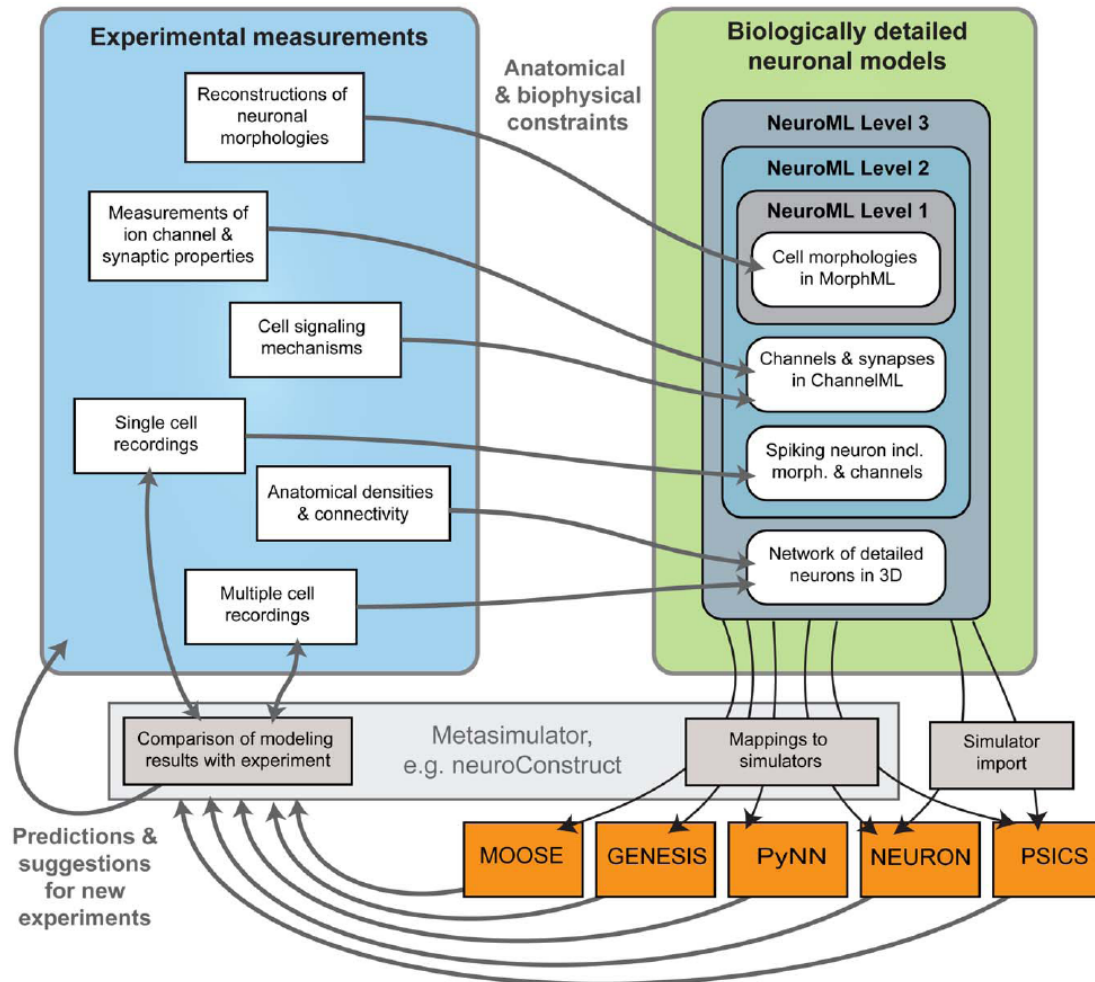 Experimental measurements
Reconstructions of
neuronal
morphologies
Measurements of
ion channel &
synaptic properties
Cell signaling
mechanisms
Single cell
recordings
Anatomical densities
& connectivity
Multiple cell
recordings
Anatomical
& biophysical
constraints
Biologically detailed
neuronal models
NeuroML Level 3
NeuroML Level 2
NeuroML Level 1
Cell morphologies
in MorphML
Channels & synapses
in ChannelML
Spiking neuron incl.
morph. & channels
Network of detailed
neurons in 3D
Comparison of modeling
results with experiment
Metasimulator,
e.g. neuroConstruct
Mappings to
simulators
Simulator
import
Predictions &
suggestions
for new
experiments
MOOSE
GENESIS
PyNN
NEURON
PSICS